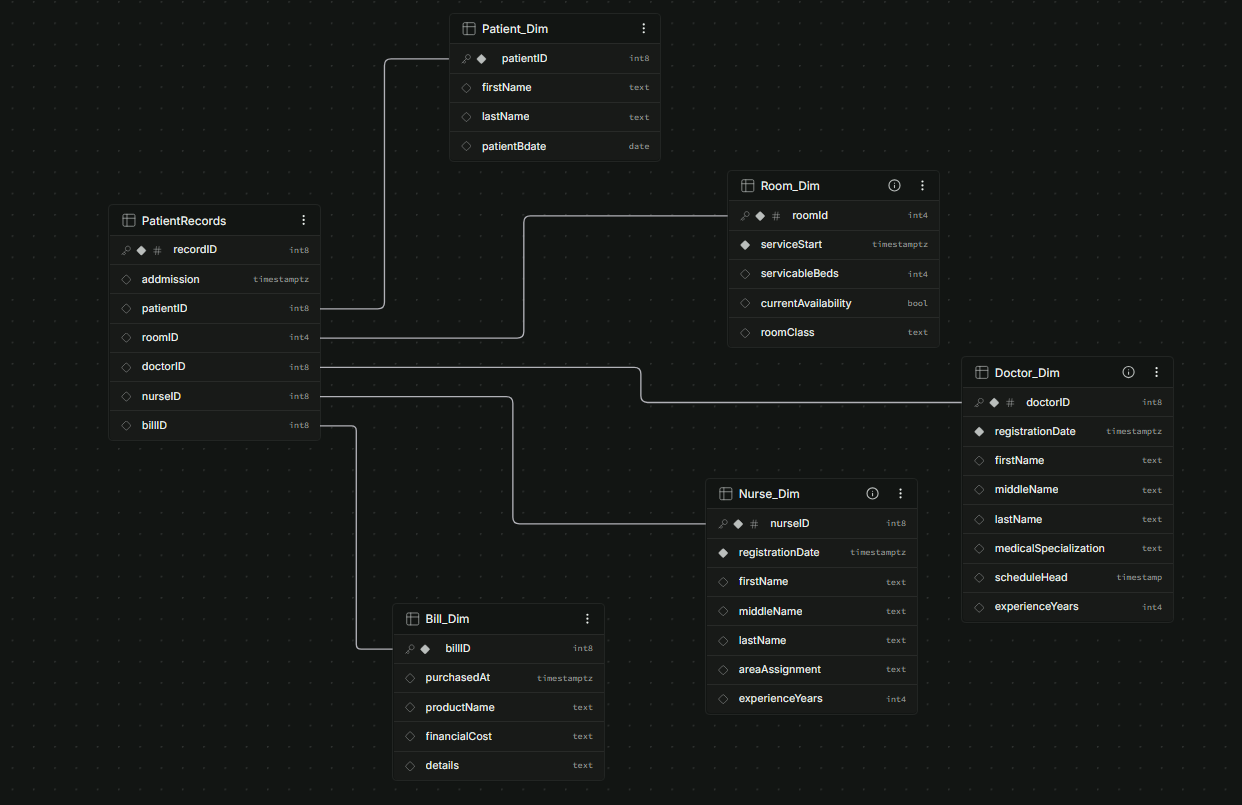 Patient_Dim
patientID int8
firstName text
lastName text
patientBdate date
Room_Dim
# roomId int4
serviceStart timestamptz
servicableBeds int4
currentAvailability bool
roomClass text
PatientRecords
# recordID int8
addmission timestamptz
patientID int8
roomID int4
doctorID int8
nurseID int8
billID int8
Doctor_Dim
# doctorID int8
registrationDate timestamptz
firstName text
middleName text
lastName text
medicalSpecialization text
scheduleHead timestamp
experienceYears int4
Nurse_Dim
# nurseID int8
registrationDate timestamptz
firstName text
middleName text
lastName text
areaAssignment text
experienceYears int4
Bill_Dim
billID int8
purchasedAt timestamptz
productName text
financialCost text
details text